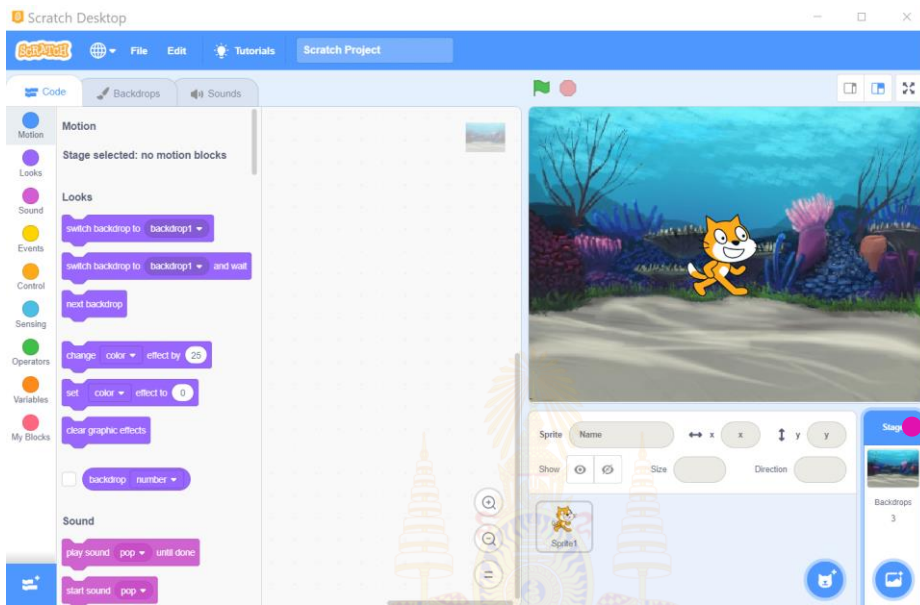 Scratch Desktop
SCRATCH File Edit Tutorials Scratch Project
Code Backdrops Sounds
Motion
Looks
Sound
Events
Control
Sensing
Operators
Variables
My Blocks
Motion
Stage selected: no motion blocks
Looks
switch backdrop to backdrop1
switch backdrop to backdrop1 and wait
next backdrop
change color effect by 25
set color effect to 0
clear graphic effects
backdrop number
Sound
play sound pop until done
start sound pop
Sprite Name x x y y
Show Size Direction
Sprite1
Backdrops
3